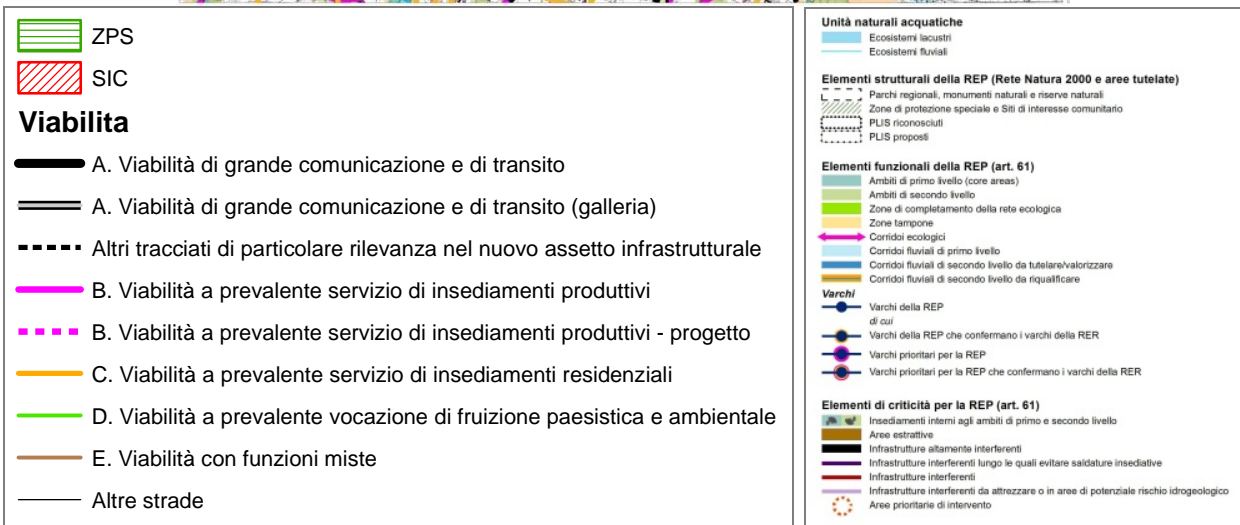 ZPS
SIC
Viabilita
A. Viabilità di grande comunicazione e di transito
A. Viabilità di grande comunicazione e di transito (galleria)
Altri tracciati di particolare rilevanza nel nuovo assetto infrastrutturale
B. Viabilità a prevalente servizio di insediamenti produttivi
B. Viabilità a prevalente servizio di insediamenti produttivi - progetto
C. Viabilità a prevalente servizio di insediamenti residenziali
D. Viabilità a prevalente vocazione di fruizione paesistica e ambientale
E. Viabilità con funzioni miste
Altre strade
Unità naturali acquatiche
Ecosistemi lacustri
Ecosistemi fluviali
Elementi strutturali della REP (Rete Natura 2000 e aree tutelate)
Parchi regionali, monumenti naturali e riserve naturali
Zone di protezione speciale e Siti di interesse comunitario
PLIS riconosciuti
PLIS proposti
Elementi funzionali della REP (art. 61)
Ambiti di primo livello (core areas)
Ambiti di secondo livello
Zone di completamento della rete ecologica
Zone tampone
Corridoi ecologici
Corridoi fluviali di primo livello
Corridoi fluviali di secondo livello da tutelare/valorizzare
Corridoi fluviali di secondo livello da riqualificare
Varchi
Varchi della REP
di cui
Varchi della REP che confermano i varchi della RER
Varchi prioritari per la REP
Varchi prioritari per la REP che confermano i varchi della RER
Elementi di criticità per la REP (art. 61)
Insediamenti interni agli ambiti di primo e secondo livello
Aree estrattive
Infrastrutture altamente interferenti
Infrastrutture interferenti lungo le quali evitare saldature insediative
Infrastrutture interferenti
Infrastrutture interferenti da attrezzare o in aree di potenziale rischio idrogeologico
Aree prioritarie di intervento